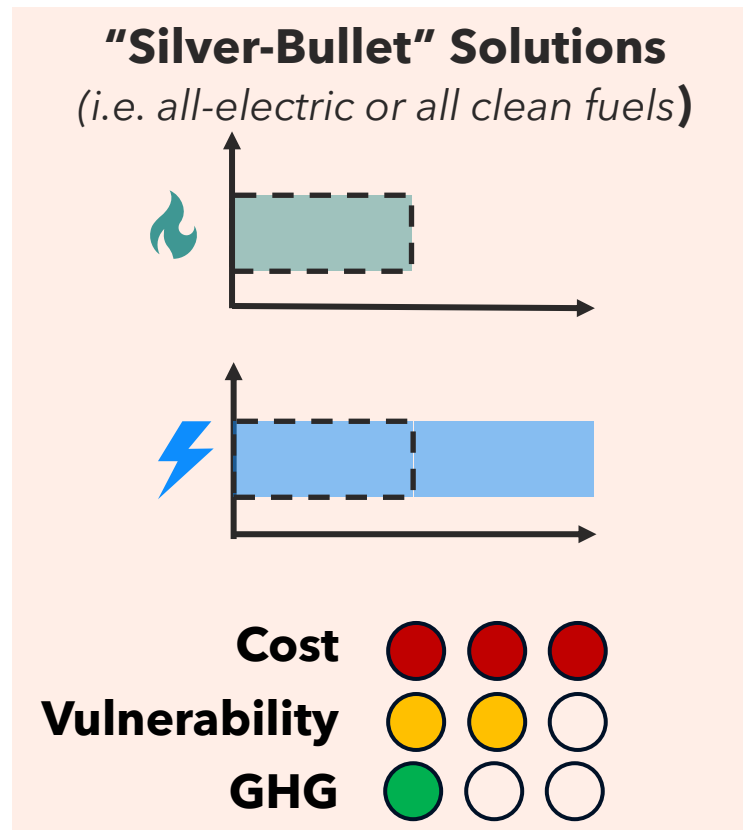 “Silver-Bullet” Solutions
(i.e. all-electric or all clean fuels)
Cost
Vulnerability
GHG